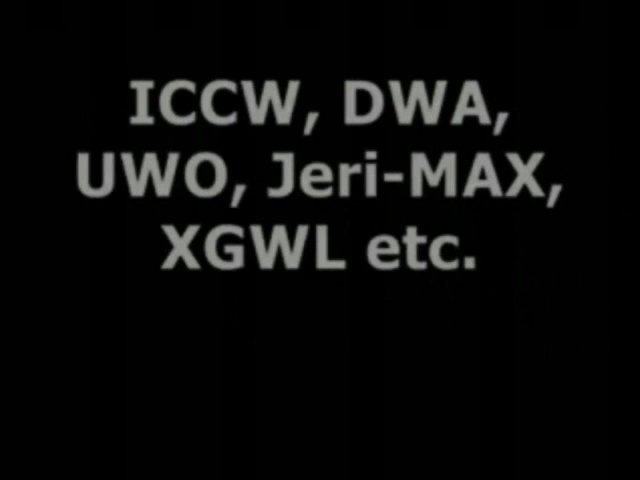 ICCW, DWA,
UWO, Jeri-MAX,
XGWL etc.